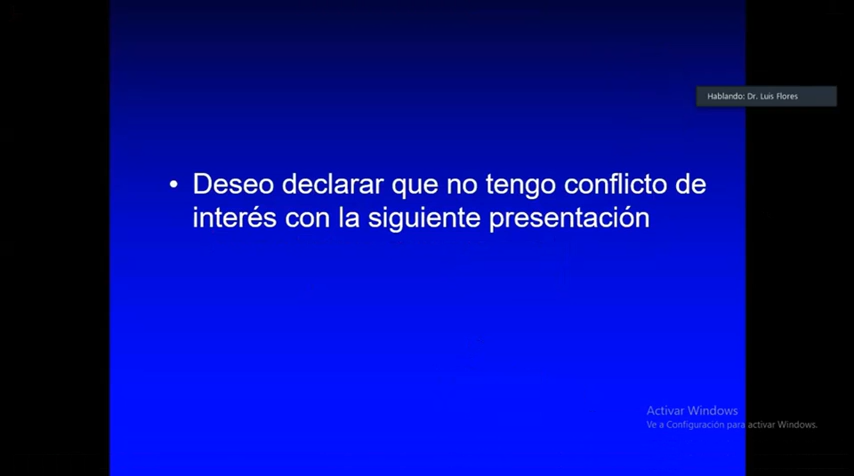 Hablando: Dr. Luis Flores
• Deseo declarar que no tengo conflicto de
interés con la siguiente presentación
Activar Windows
Ve a Configuración para activar Windows.